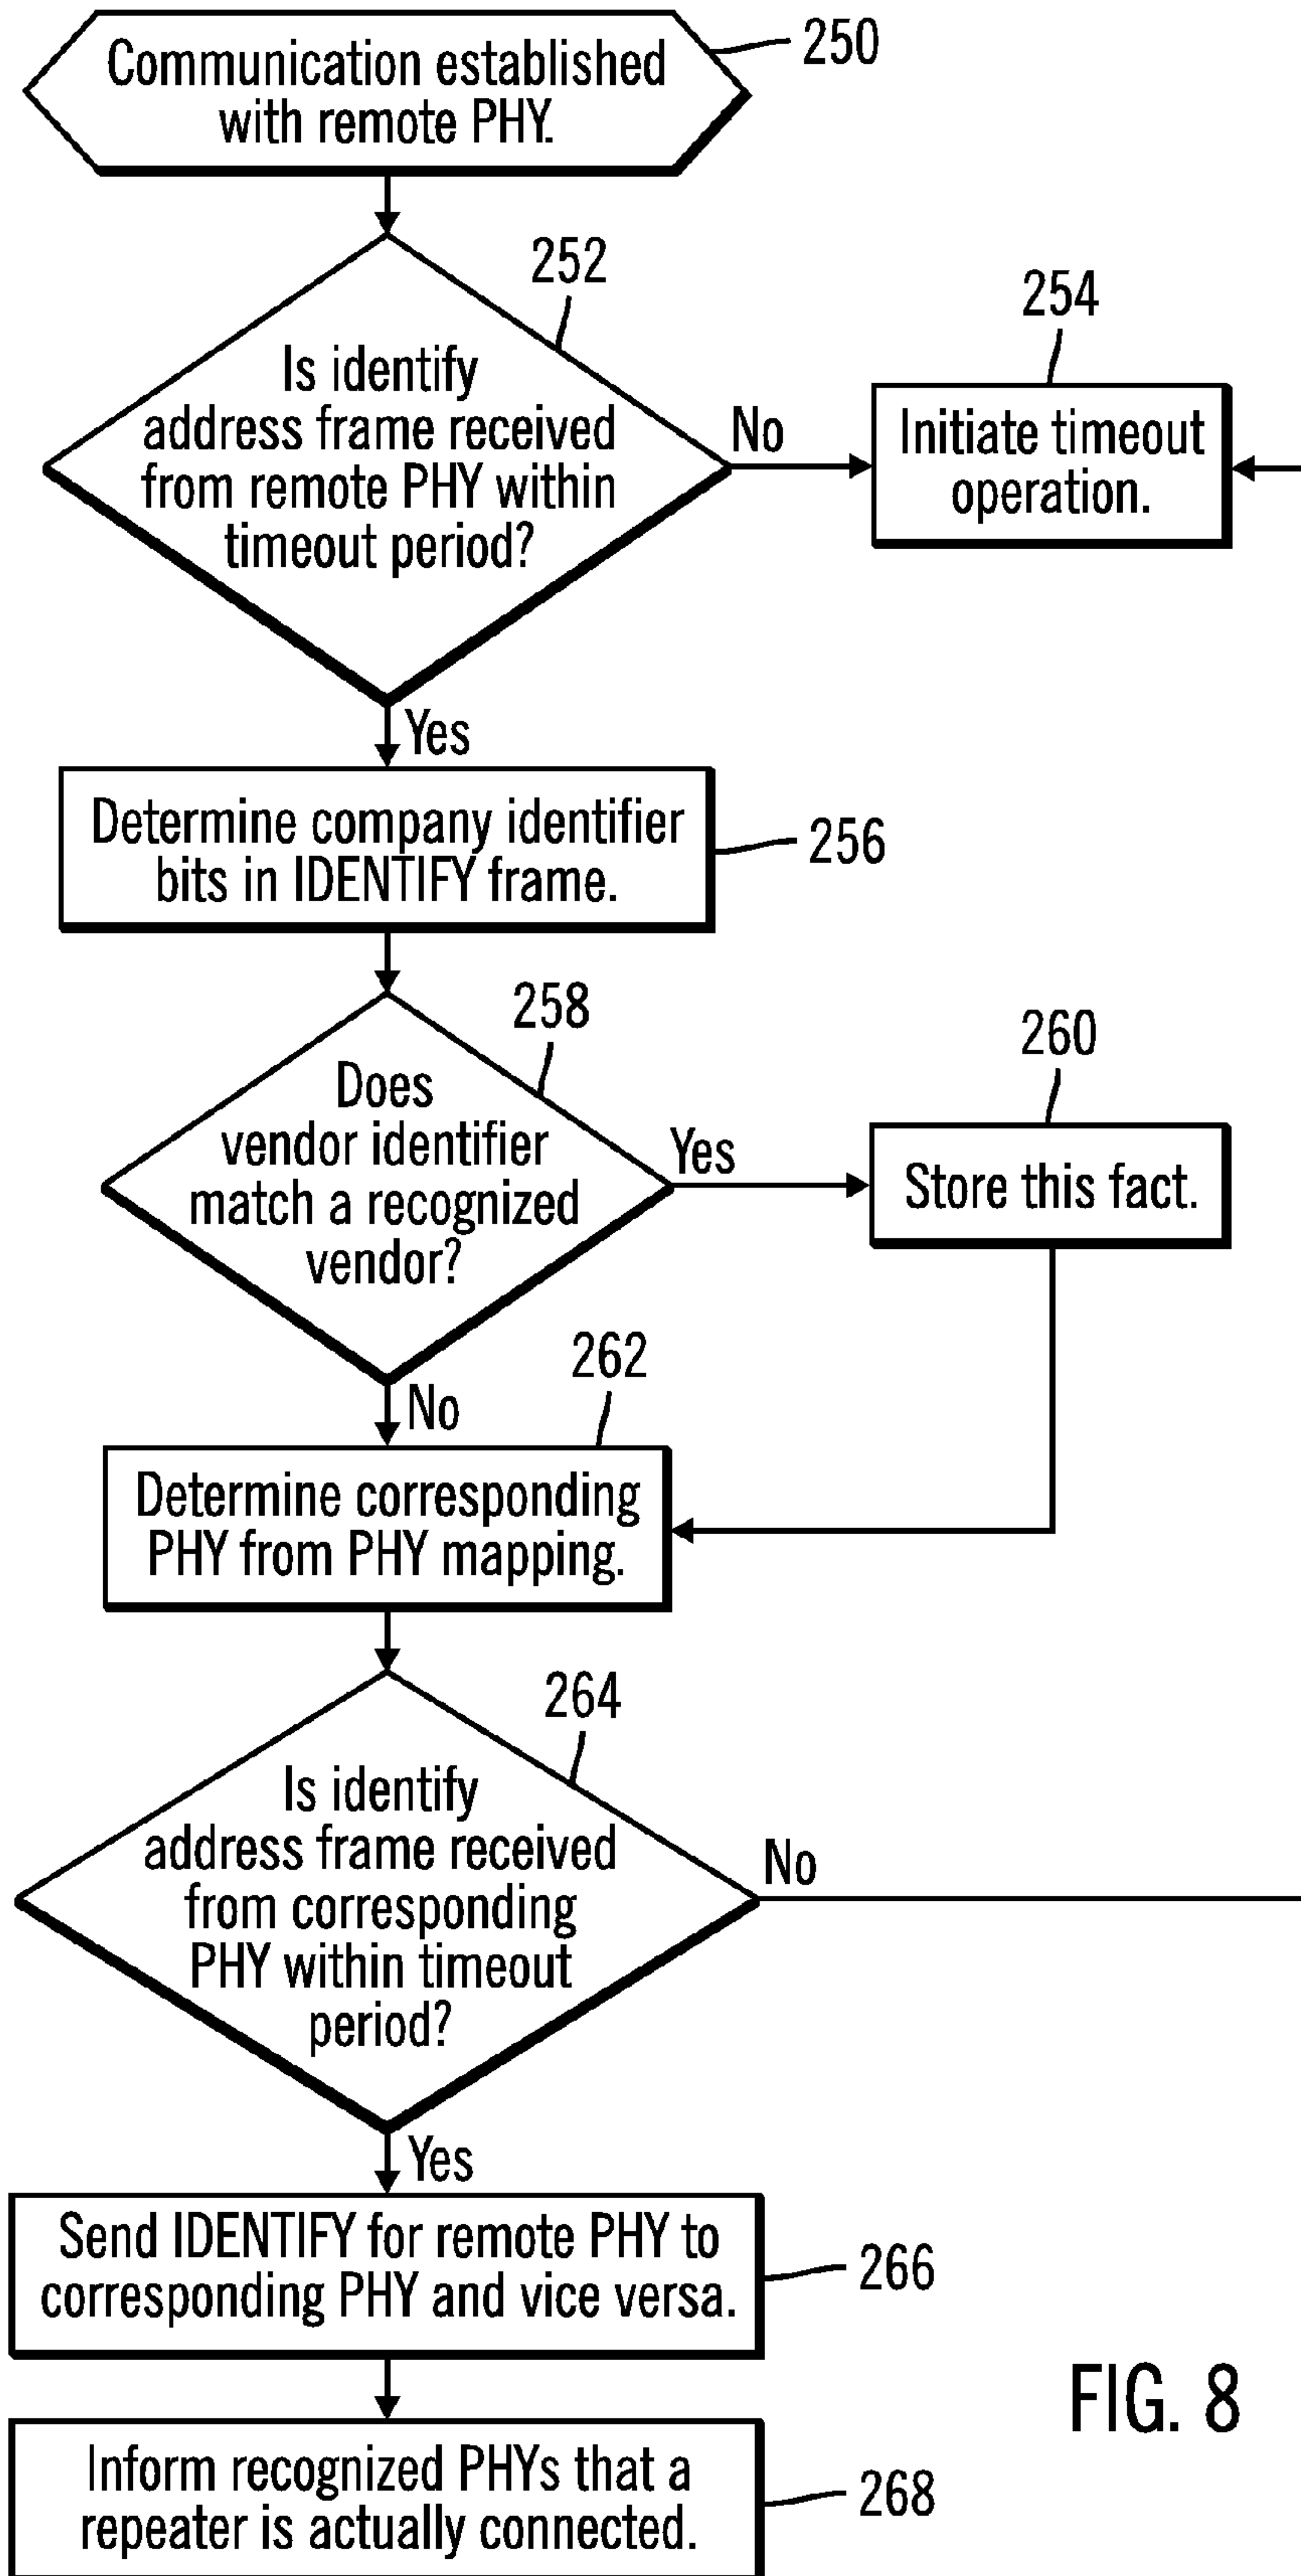 Communication established
with remote PHY.
250
252
Is identify
address frame received
from remote PHY within
timeout period?
No
254
Initiate timeout
operation.
Yes
Determine company identifier
bits in IDENTIFY frame.
256
258
Does
vendor identifier
match a recognized
vendor?
Yes
260
Store this fact.
No
262
Determine corresponding
PHY from PHY mapping.
264
Is identify
address frame received
from corresponding
PHY within timeout
period?
No
Yes
Send IDENTIFY for remote PHY to
corresponding PHY and vice versa.
266
Inform recognized PHYs that a
repeater is actually connected.
268
FIG. 8